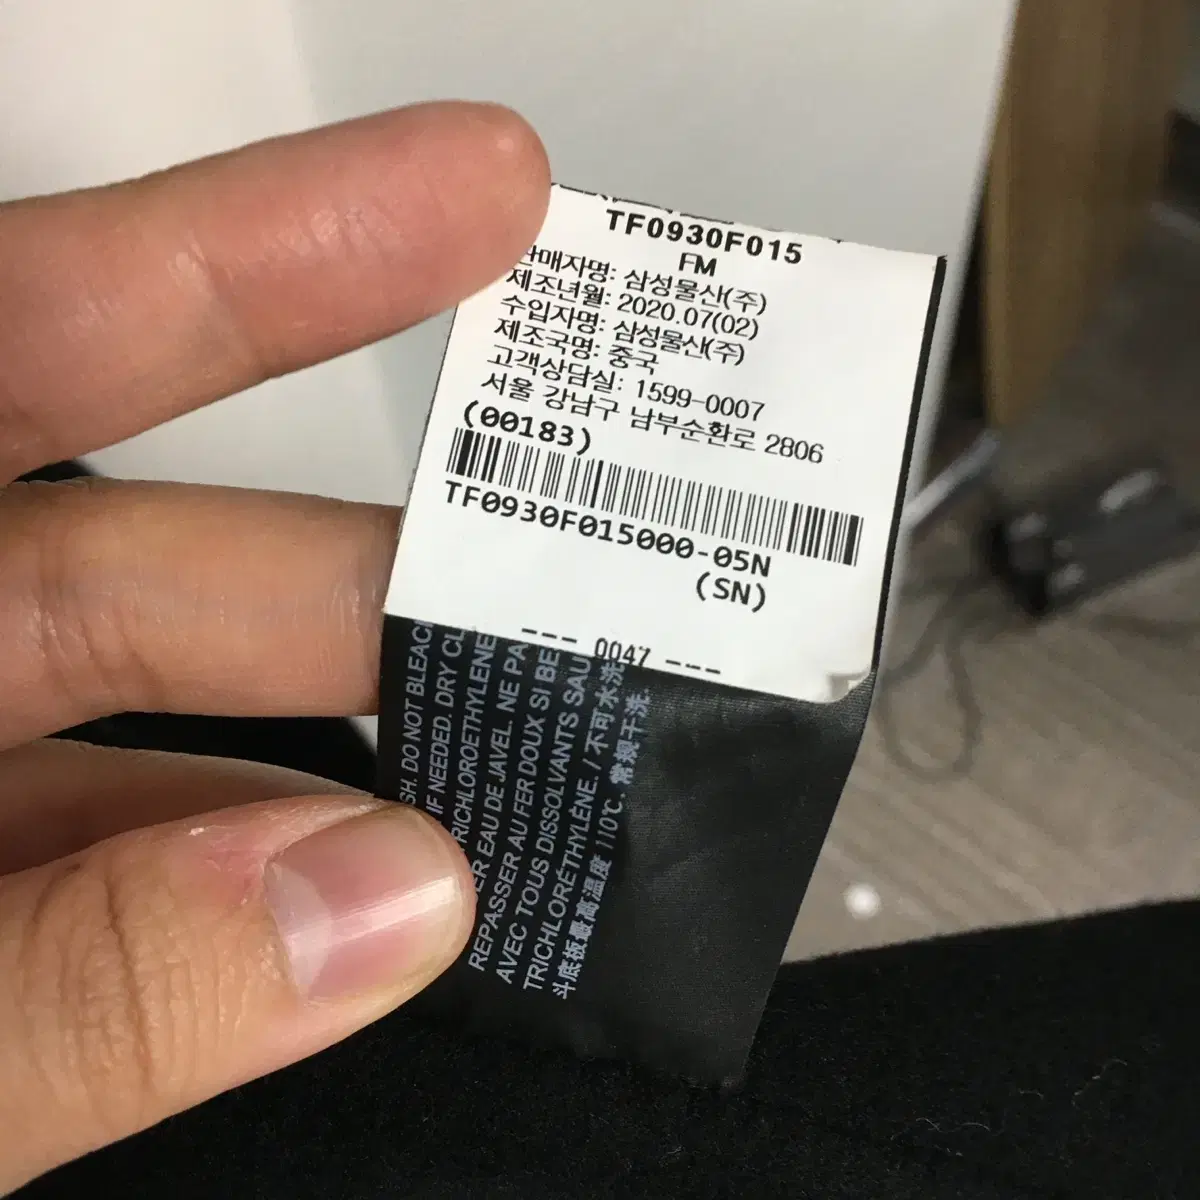 TF0930F015
FM
판매자명: 삼성물산(주)
제조년월: 2020.07(02)
수입자명: 삼성물산(주)
제조국명: 중국
고객상담실: 1599-0007
서울 강남구 남부순환로 2806
(00183)
TF0930F015000-05N
(SN)
--- 0047 ---
SH. DO NOT BLEAC
IF NEEDED. DRY CL
TRICHLOROETHYLENE
ER EAU DE JAVEL. NE PA
REPASSER AU FER DOUX SI BE
AVEC TOUS DISSOLVANTS SAU
TRICHLORÉTHYLÈNE. / 不可水洗
斗底板最高温度 110℃. 常规干洗.